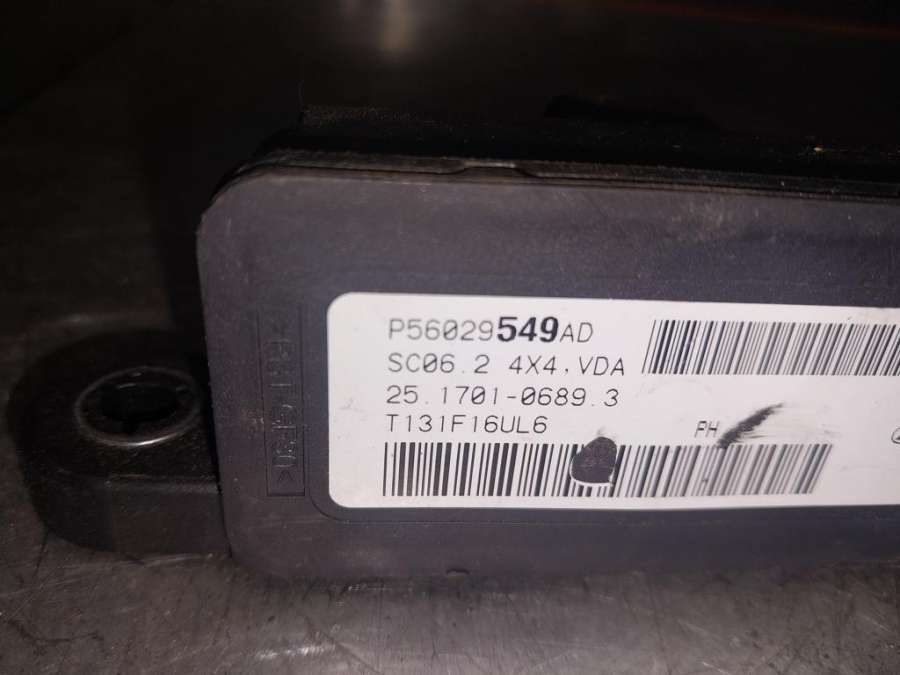 P56029549AD
SC06.2 4X4,VDA
25.1701-0689.3
T131F16UL6
PH